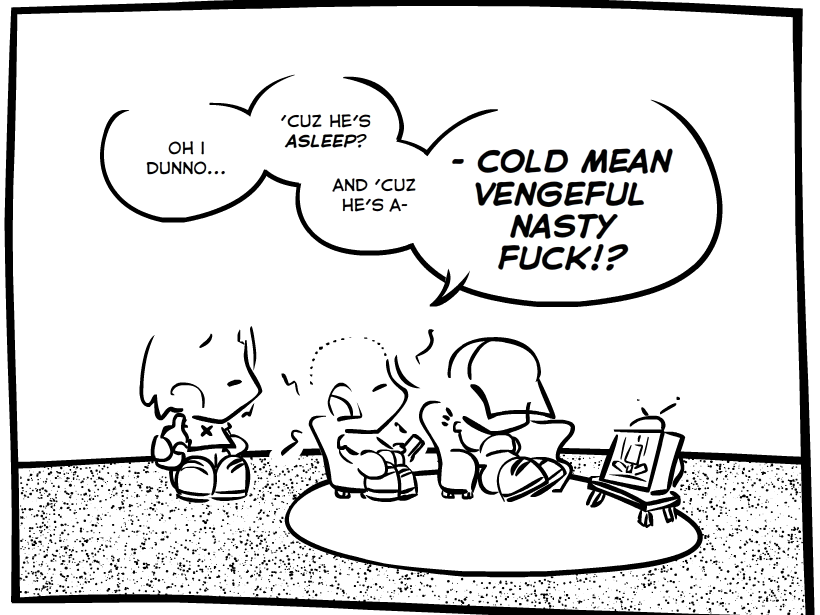 OH I
DUNNO...
'CUZ HE'S
ASLEEP?
AND 'CUZ
HE'S A-
- COLD MEAN
VENGEFUL
NASTY
FUCK!?